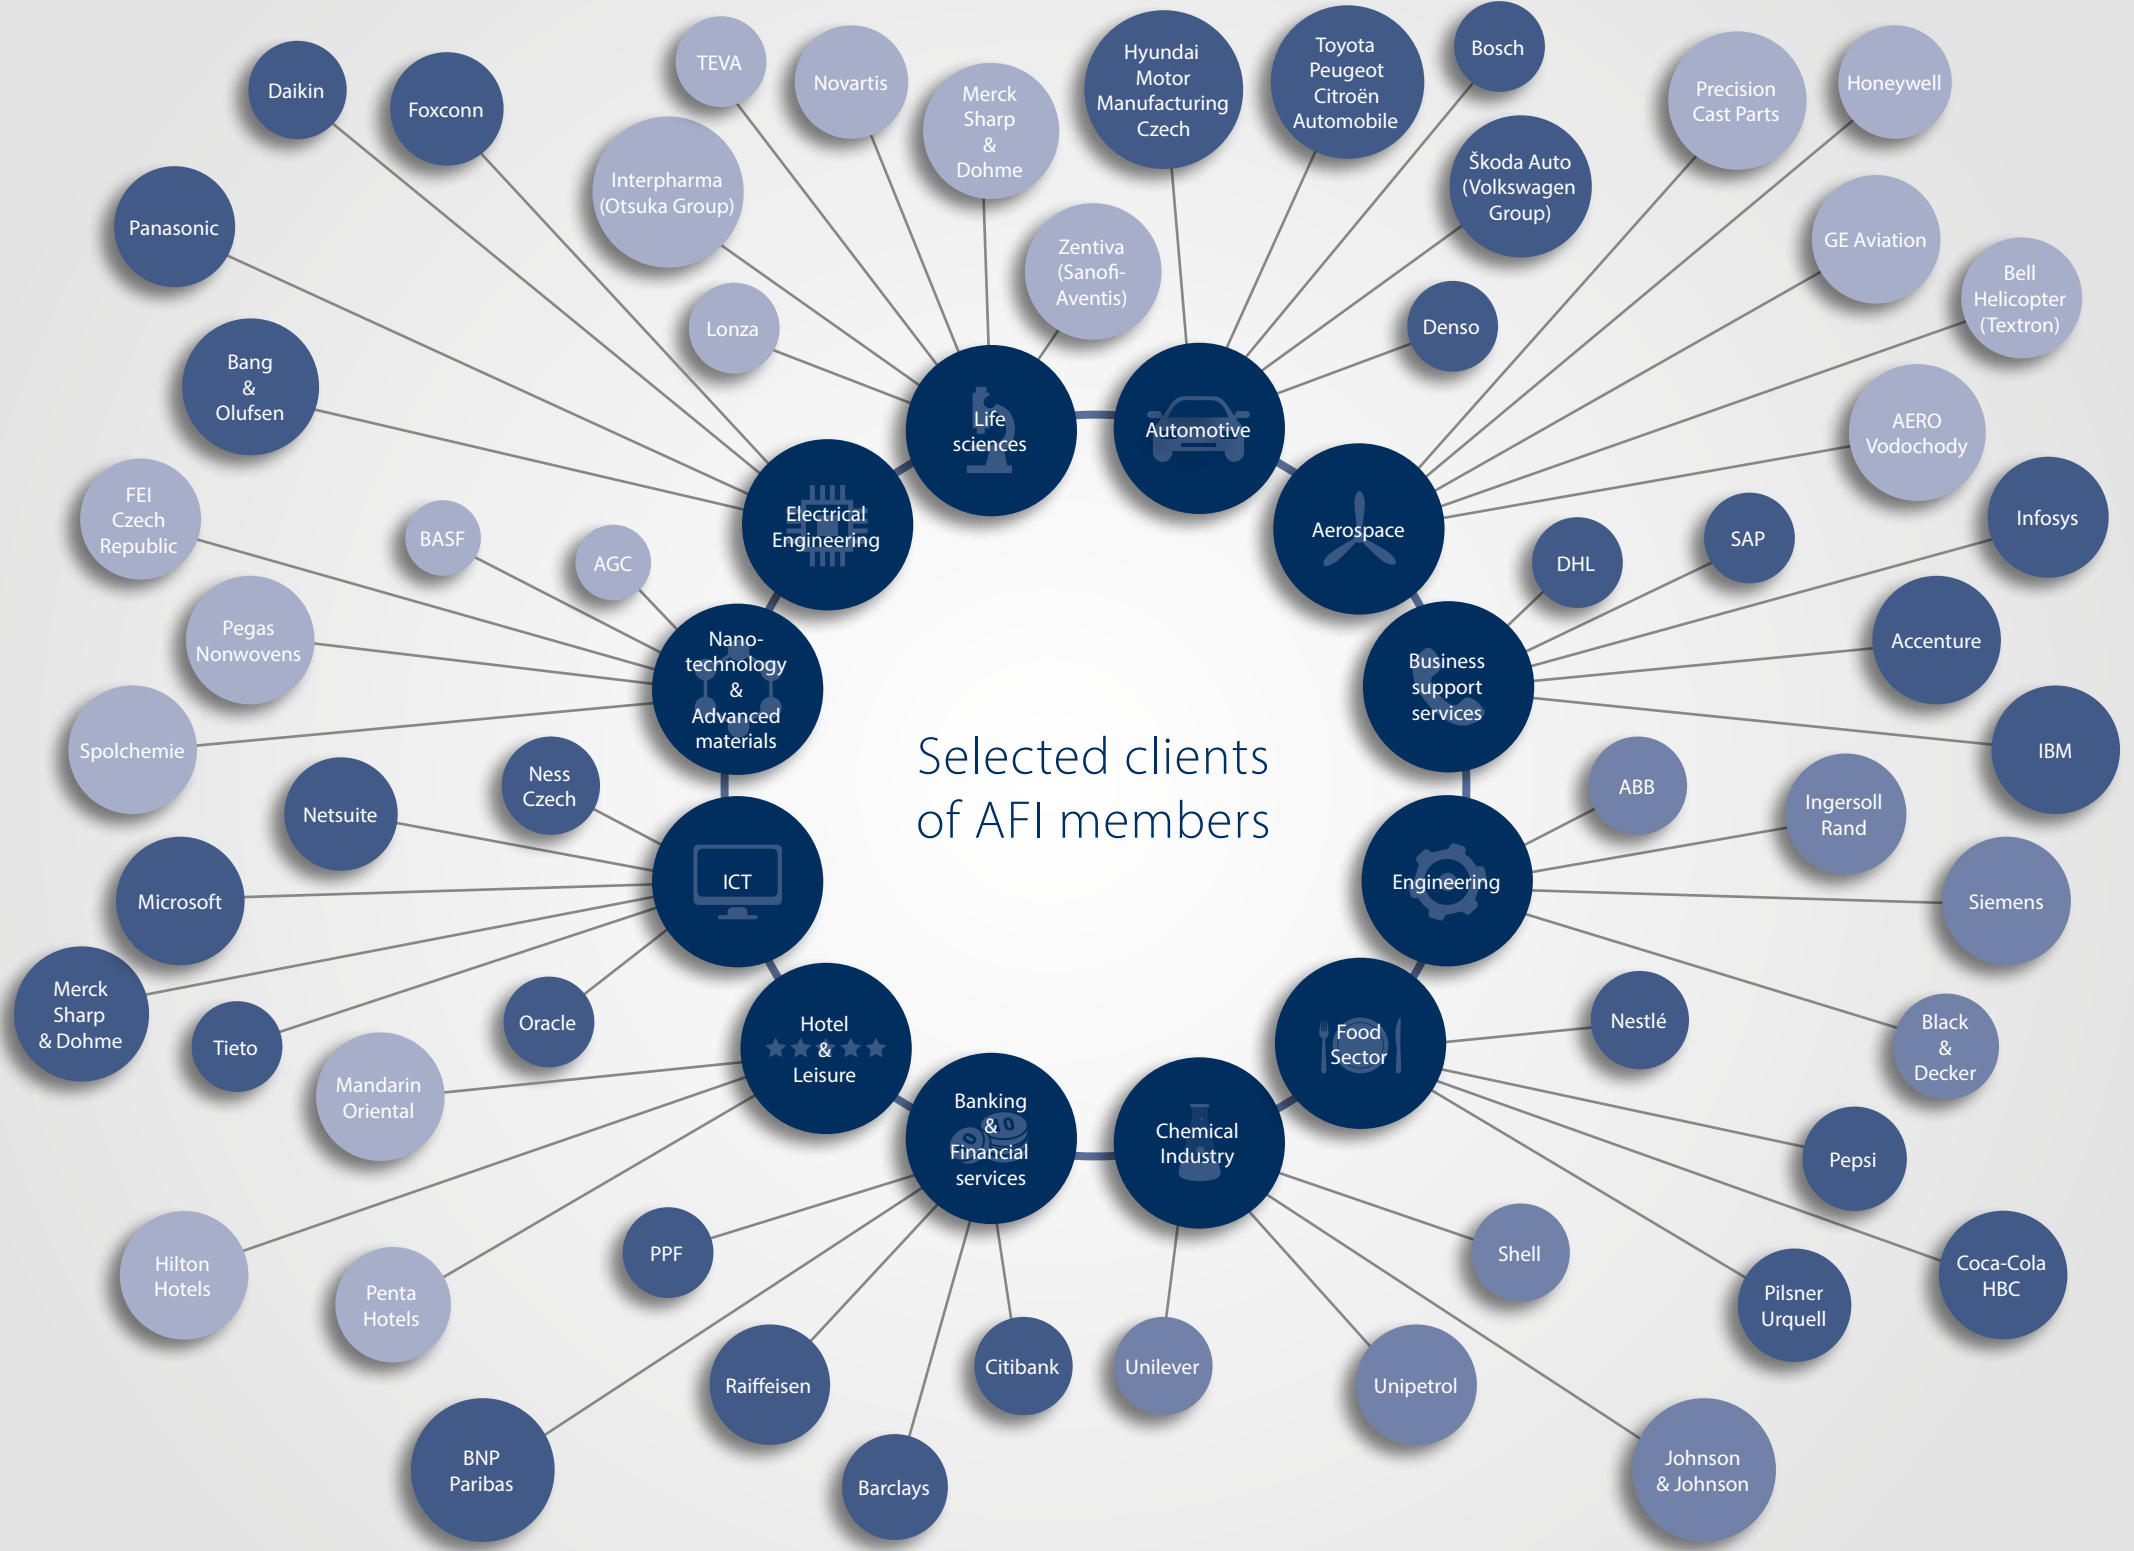 Selected clients
of AFI members
Life
sciences
TEVA
Novartis
Merck
Sharp
&
Dohme
Interpharma
(Otsuka Group)
Zentiva
(Sanofi-
Aventis)
Lonza
Automotive
Hyundai
Motor
Manufacturing
Czech
Toyota
Peugeot
Citroën
Automobile
Bosch
Škoda Auto
(Volkswagen
Group)
Denso
Aerospace
Precision
Cast Parts
Honeywell
GE Aviation
Bell
Helicopter
(Textron)
AERO
Vodochody
Business
support
services
DHL
SAP
Infosys
Accenture
IBM
Engineering
ABB
Ingersoll
Rand
Siemens
Black
&
Decker
Food
Sector
Nestlé
Pepsi
Coca-Cola
HBC
Pilsner
Urquell
Chemical
Industry
Shell
Johnson
& Johnson
Unipetrol
Unilever
Banking
&
Financial
services
Citibank
Barclays
Raiffeisen
BNP
Paribas
PPF
Hotel
&
Leisure
Penta
Hotels
Hilton
Hotels
Mandarin
Oriental
ICT
Oracle
Tieto
Merck
Sharp
& Dohme
Microsoft
Netsuite
Ness
Czech
Nano-
technology
&
Advanced
materials
Spolchemie
Pegas
Nonwovens
FEI
Czech
Republic
BASF
AGC
Electrical
Engineering
Bang
&
Olufsen
Panasonic
Daikin
Foxconn